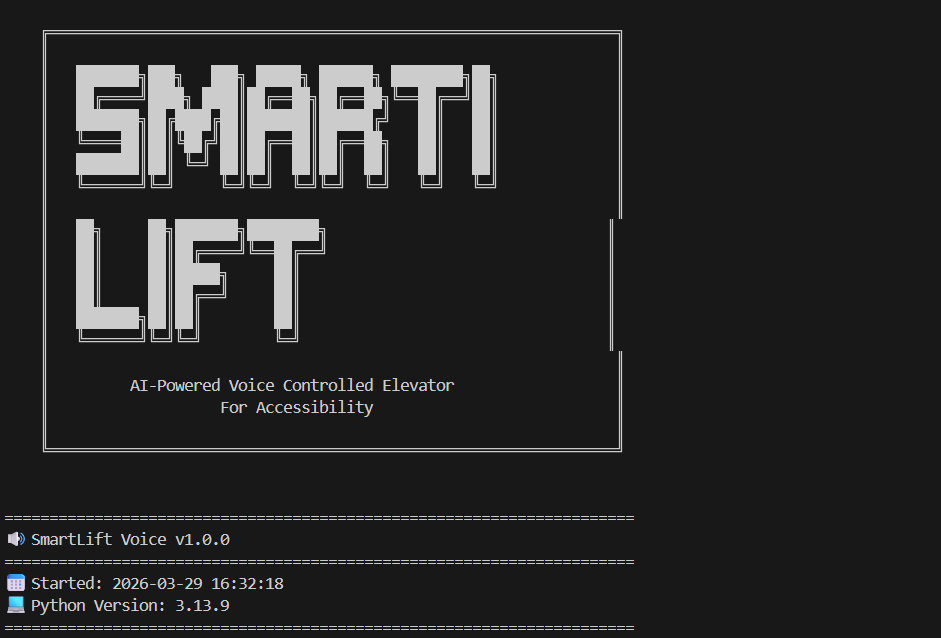 SMARTI
LIFT
AI-Powered Voice Controlled Elevator
For Accessibility
======================================================================
🔊 SmartLift Voice v1.0.0
======================================================================
📅 Started: 2026-03-29 16:32:18
💻 Python Version: 3.13.9
======================================================================